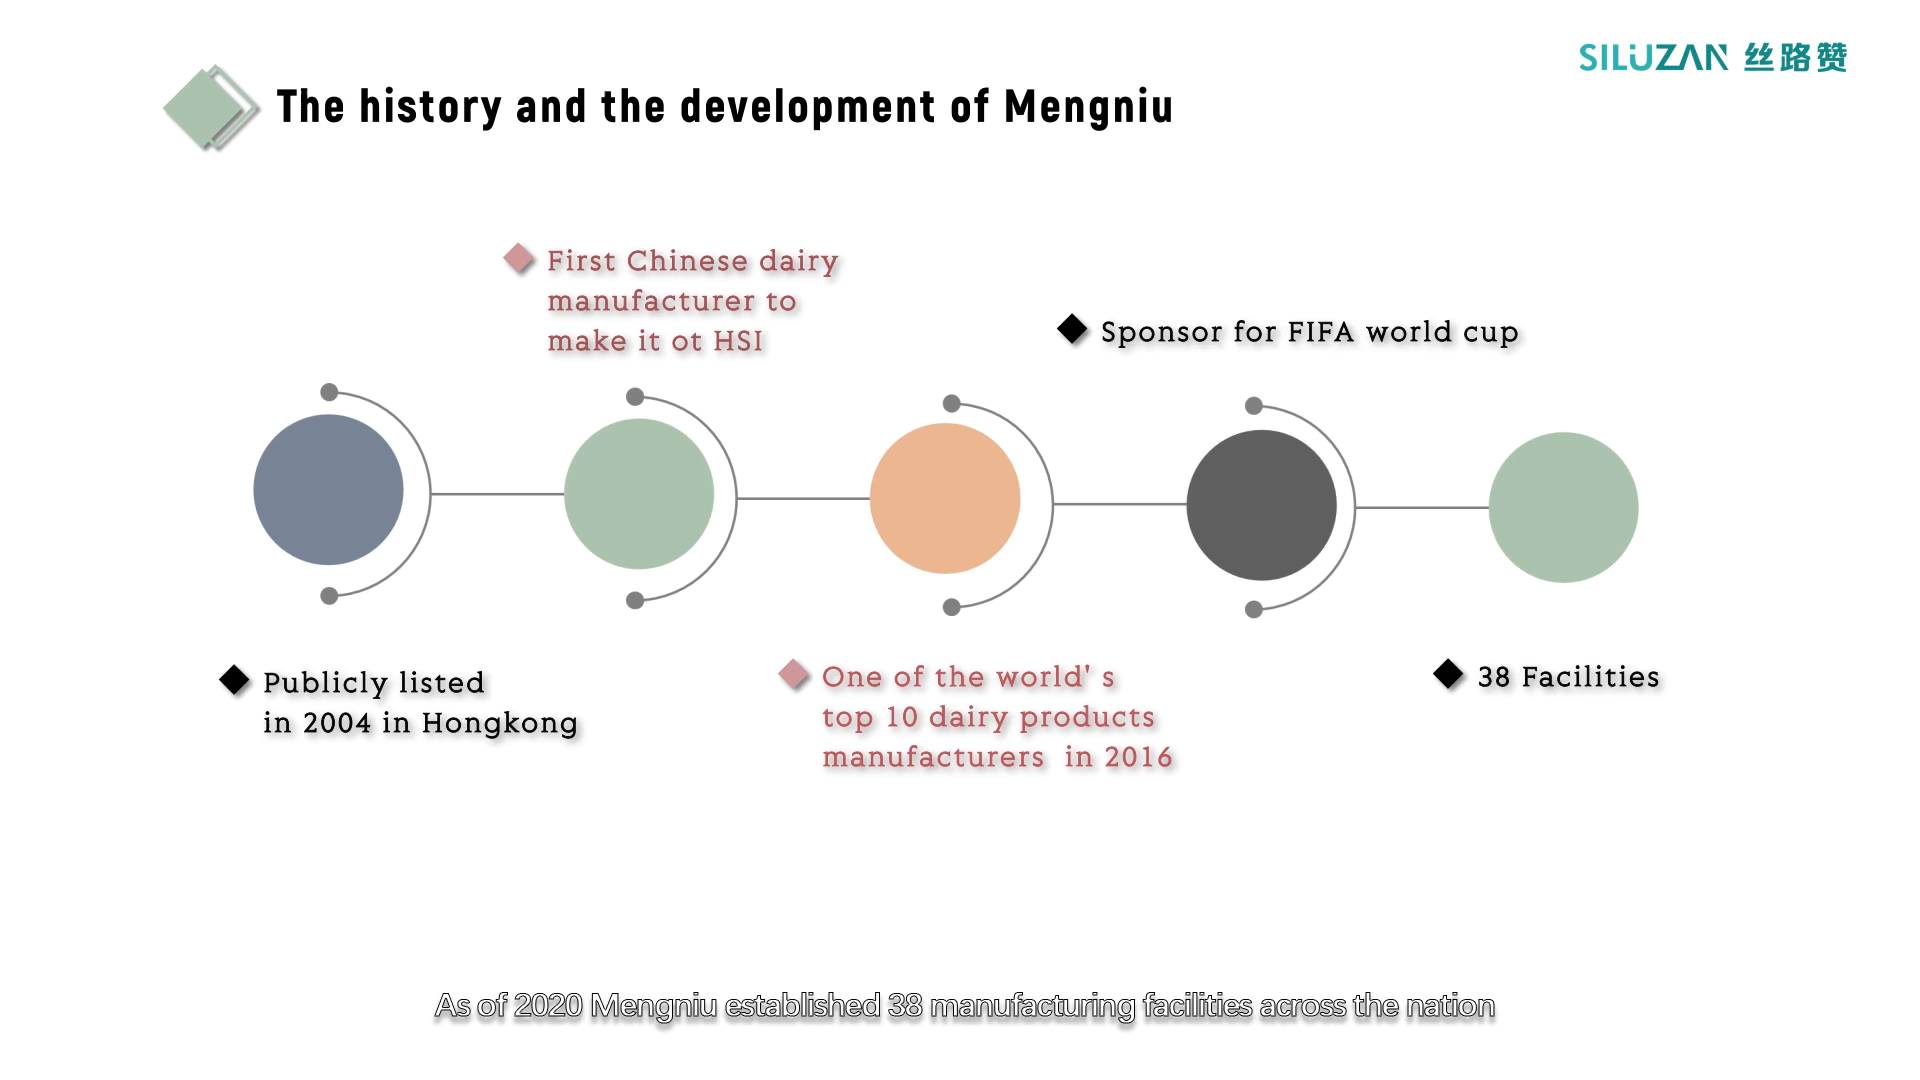 SILUZAN 丝路赞
The history and the development of Mengniu
First Chinese dairy
manufacturer to
make it ot HSI
Sponsor for FIFA world cup
Publicly listed
in 2004 in Hongkong
One of the world' s
top 10 dairy products
manufacturers  in 2016
38 Facilities
As of 2020 Mengniu established 38 manufacturing facilities across the nation